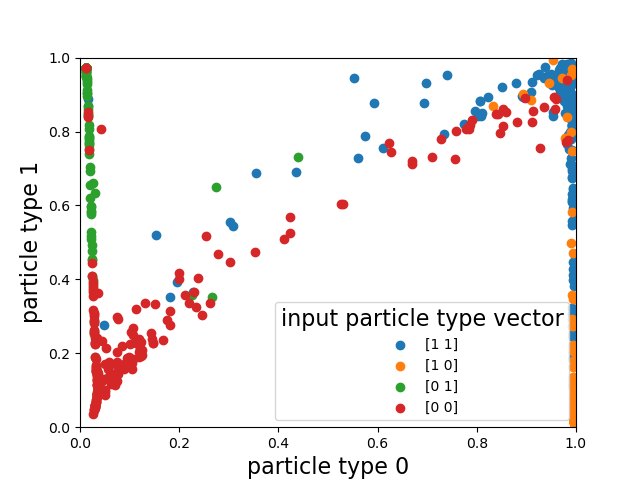 1.0
0.8
0.6
0.4
0.2
0.0
particle type 1
input particle type vector
[1 1]
[1 0]
[0 1]
[0 0]
0.0 0.2 0.4 0.6 0.8 1.0
particle type 0